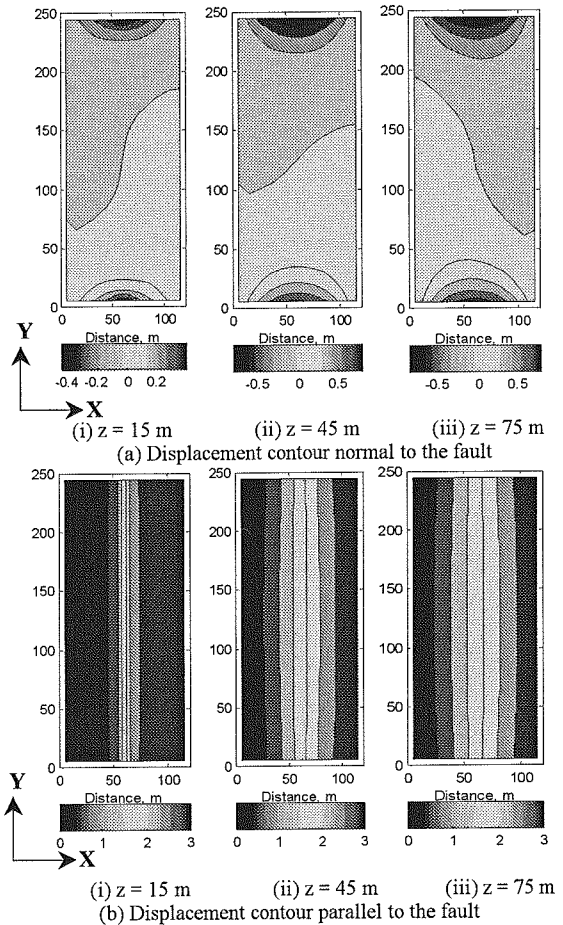 250
200
150
100
50
0
0 50 100
Distance, m
-0.4 -0.2 0 0.2
250
200
150
100
50
0
0 50 100
Distance, m
-0.5 0 0.5
250
200
150
100
50
0
0 50 100
Distance, m
-0.5 0 0.5
Y
X
(i) z = 15 m
(ii) z = 45 m
(iii) z = 75 m
(a) Displacement contour normal to the fault
250
200
150
100
50
0
0 50 100
Distance, m
0 1 2 3
250
200
150
100
50
0
0 50 100
Distance, m
0 1 2 3
250
200
150
100
50
0
0 50 100
Distance, m
0 1 2 3
Y
X
(i) z = 15 m
(ii) z = 45 m
(iii) z = 75 m
(b) Displacement contour parallel to the fault